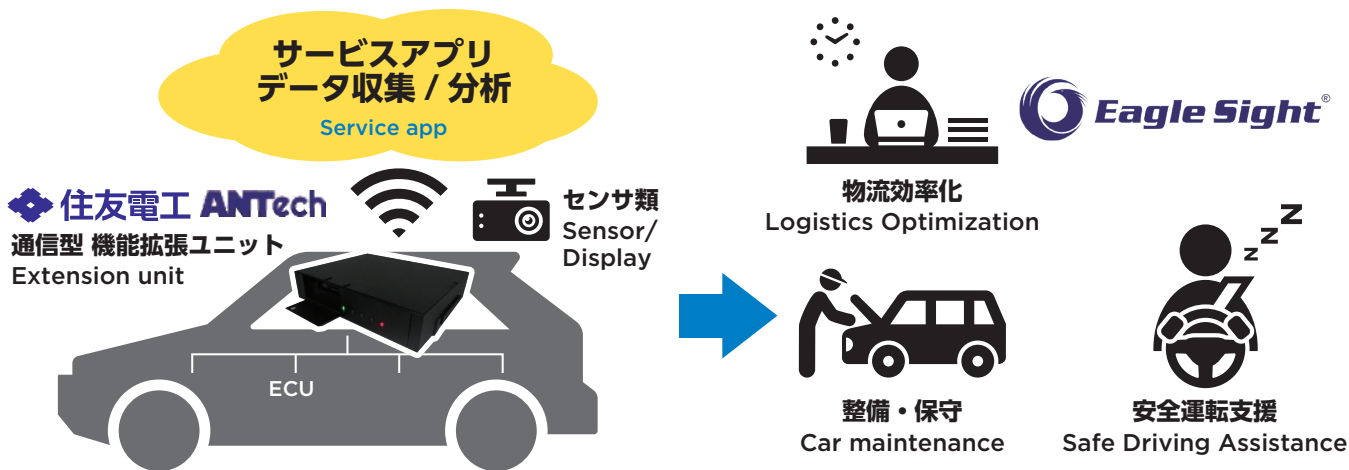 サービスアプリ
データ収集 / 分析
Service app
住友電工 ANTech
通信型 機能拡張ユニット
Extension unit
センサ類
Sensor/
Display
ECU
物流効率化
Logistics Optimization
Eagle Sight®
整備・保守
Car maintenance
z z z
安全運転支援
Safe Driving Assistance